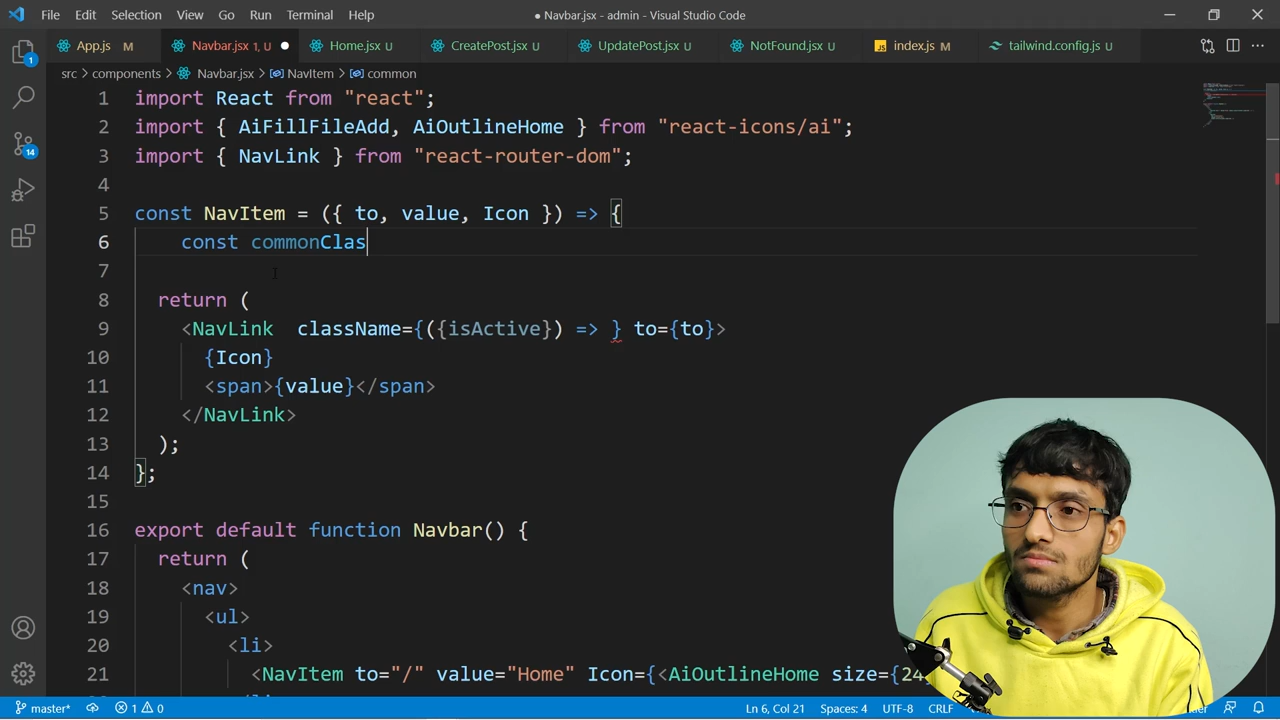 File Edit Selection View Go Run Terminal Help
● Navbar.jsx - admin - Visual Studio Code
App.js M Navbar.jsx 1, U Home.jsx U CreatePost.jsx U UpdatePost.jsx U NotFound.jsx U JS index.js M tailwind.config.js U
src > components > Navbar.jsx > NavItem > common
1 import React from "react";
2 import { AiFillFileAdd, AiOutlineHome } from "react-icons/ai";
3 import { NavLink } from "react-router-dom";
4
5 const NavItem = ({ to, value, Icon }) => {
6 const commonClas
7
8 return (
9 <NavLink className={({isActive}) => } to={to}>
10 {Icon}
11 <span>{value}</span>
12 </NavLink>
13 );
14 };
15
16 export default function Navbar() {
17 return (
18 <nav>
19 <ul>
20 <li>
21 <NavItem to="/" value="Home" Icon={<AiOutlineHome size={24
1
14
master* 1 0 Ln 6, Col 21 Spaces: 4 UTF-8 CRLF